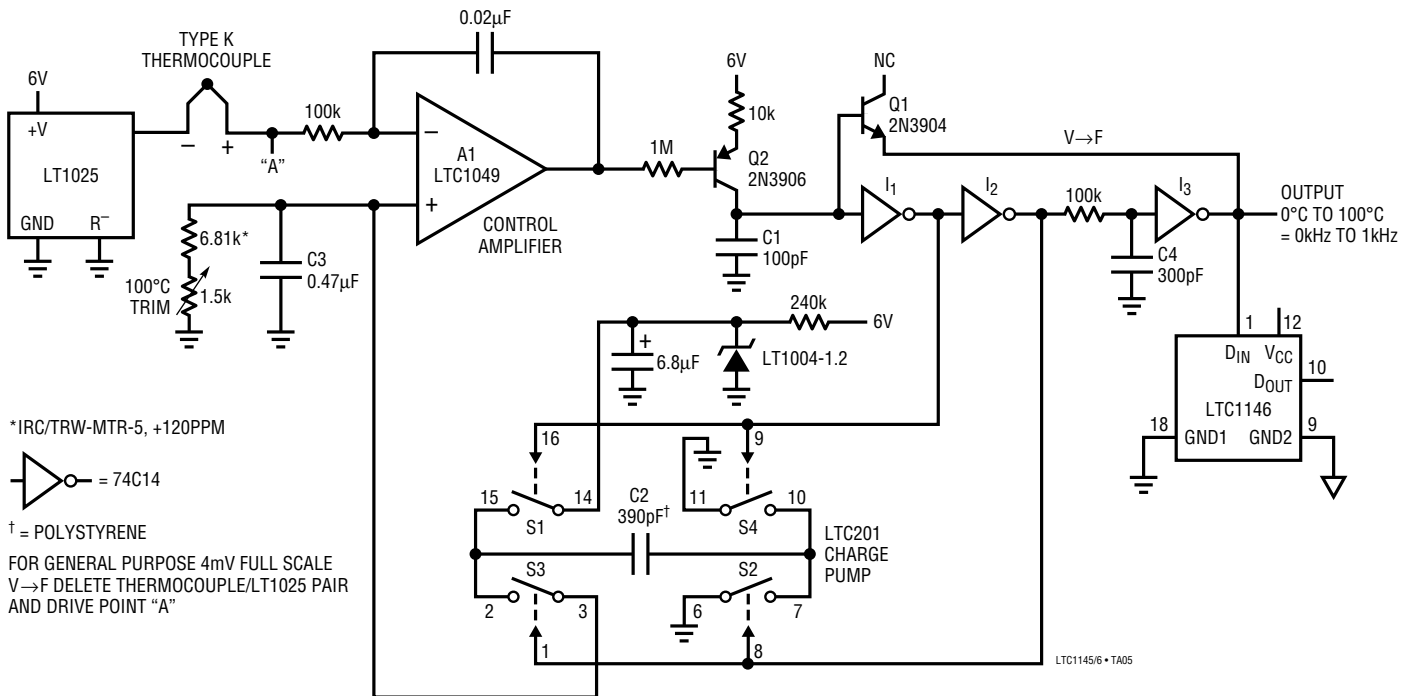 0.02µF
TYPE K
THERMOCOUPLE
6V
+V
LT1025
GND R−
− +
"A"
100k
−
A1
LTC1049
+
CONTROL
AMPLIFIER
6.81k*
100°C
TRIM
1.5k
C3
0.47µF
1M
6V
10k
Q2
2N3906
NC
Q1
2N3904
V→F
I1
I2
100k
I3
OUTPUT
0°C TO 100°C
= 0kHz TO 1kHz
C1
100pF
C4
300pF
240k
6V
+
6.8µF
LT1004-1.2
1 12
DIN VCC
DOUT 10
LTC1146
18 GND1 GND2 9
16 9
15 14 11 10
S1 S4
C2
390pF†
LTC201
CHARGE
PUMP
S3 S2
2 3 6 7
1 8
*IRC/TRW-MTR-5, +120PPM
= 74C14
† = POLYSTYRENE
FOR GENERAL PURPOSE 4mV FULL SCALE
V→F DELETE THERMOCOUPLE/LT1025 PAIR
AND DRIVE POINT "A"
LTC1145/6 • TA05